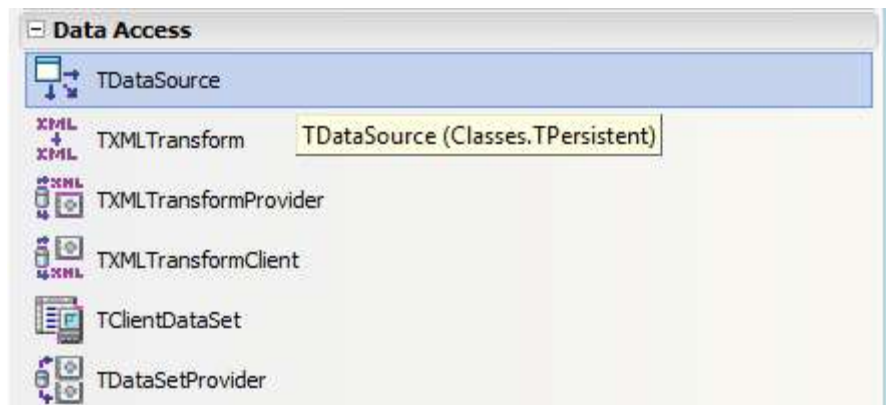 Data Access
TDataSource
XML
XML
TXMLTransform
TDataSource (Classes.TPersistent)
XML
TXMLTransformProvider
XML
TXMLTransformClient
TClientDataSet
TDataSetProvider